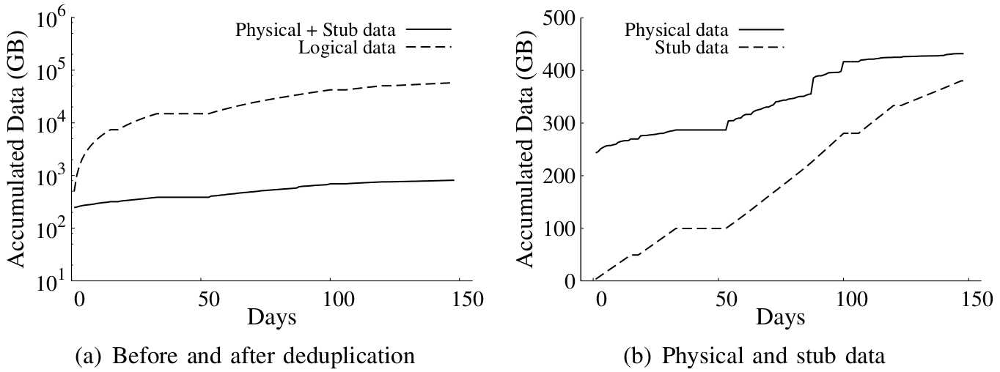 Accumulated Data (GB)
10^6
10^5
10^4
10^3
10^2
10^1
Physical + Stub data
Logical data
0 50 100 150
Days
(a) Before and after deduplication
Accumulated Data (GB)
500
400
300
200
100
0
Physical data
Stub data
0 50 100 150
Days
(b) Physical and stub data